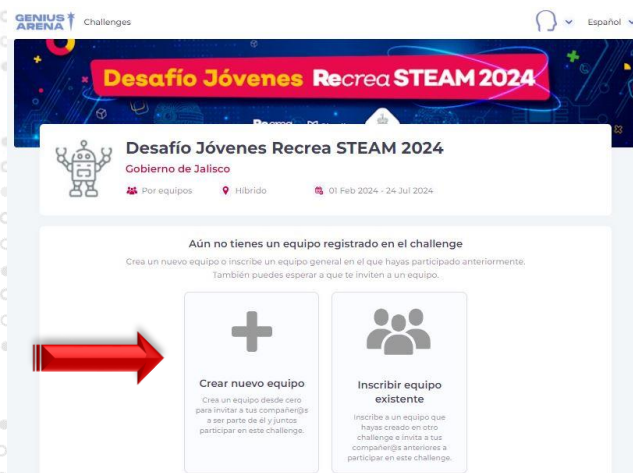 GENIUS ARENA Challenges Español
Desafío Jóvenes Recrea STEAM 2024
Desafío Jóvenes Recrea STEAM 2024
Gobierno de Jalisco
Por equipos Híbrido 01 Feb 2024 - 24 Jul 2024
Aún no tienes un equipo registrado en el challenge
Crea un nuevo equipo o inscribe un equipo general en el que hayas participado anteriormente.
También puedes esperar a que te inviten a un equipo.
Crear nuevo equipo
Crea un equipo desde cero
para invitar a tus compañer@s
a ser parte de él y juntos
participar en este challenge.
Inscribir equipo
existente
Inscribe a un equipo que
hayas creado en otro
challenge e invita a tus
compañer@s anteriores a
participar en este challenge.